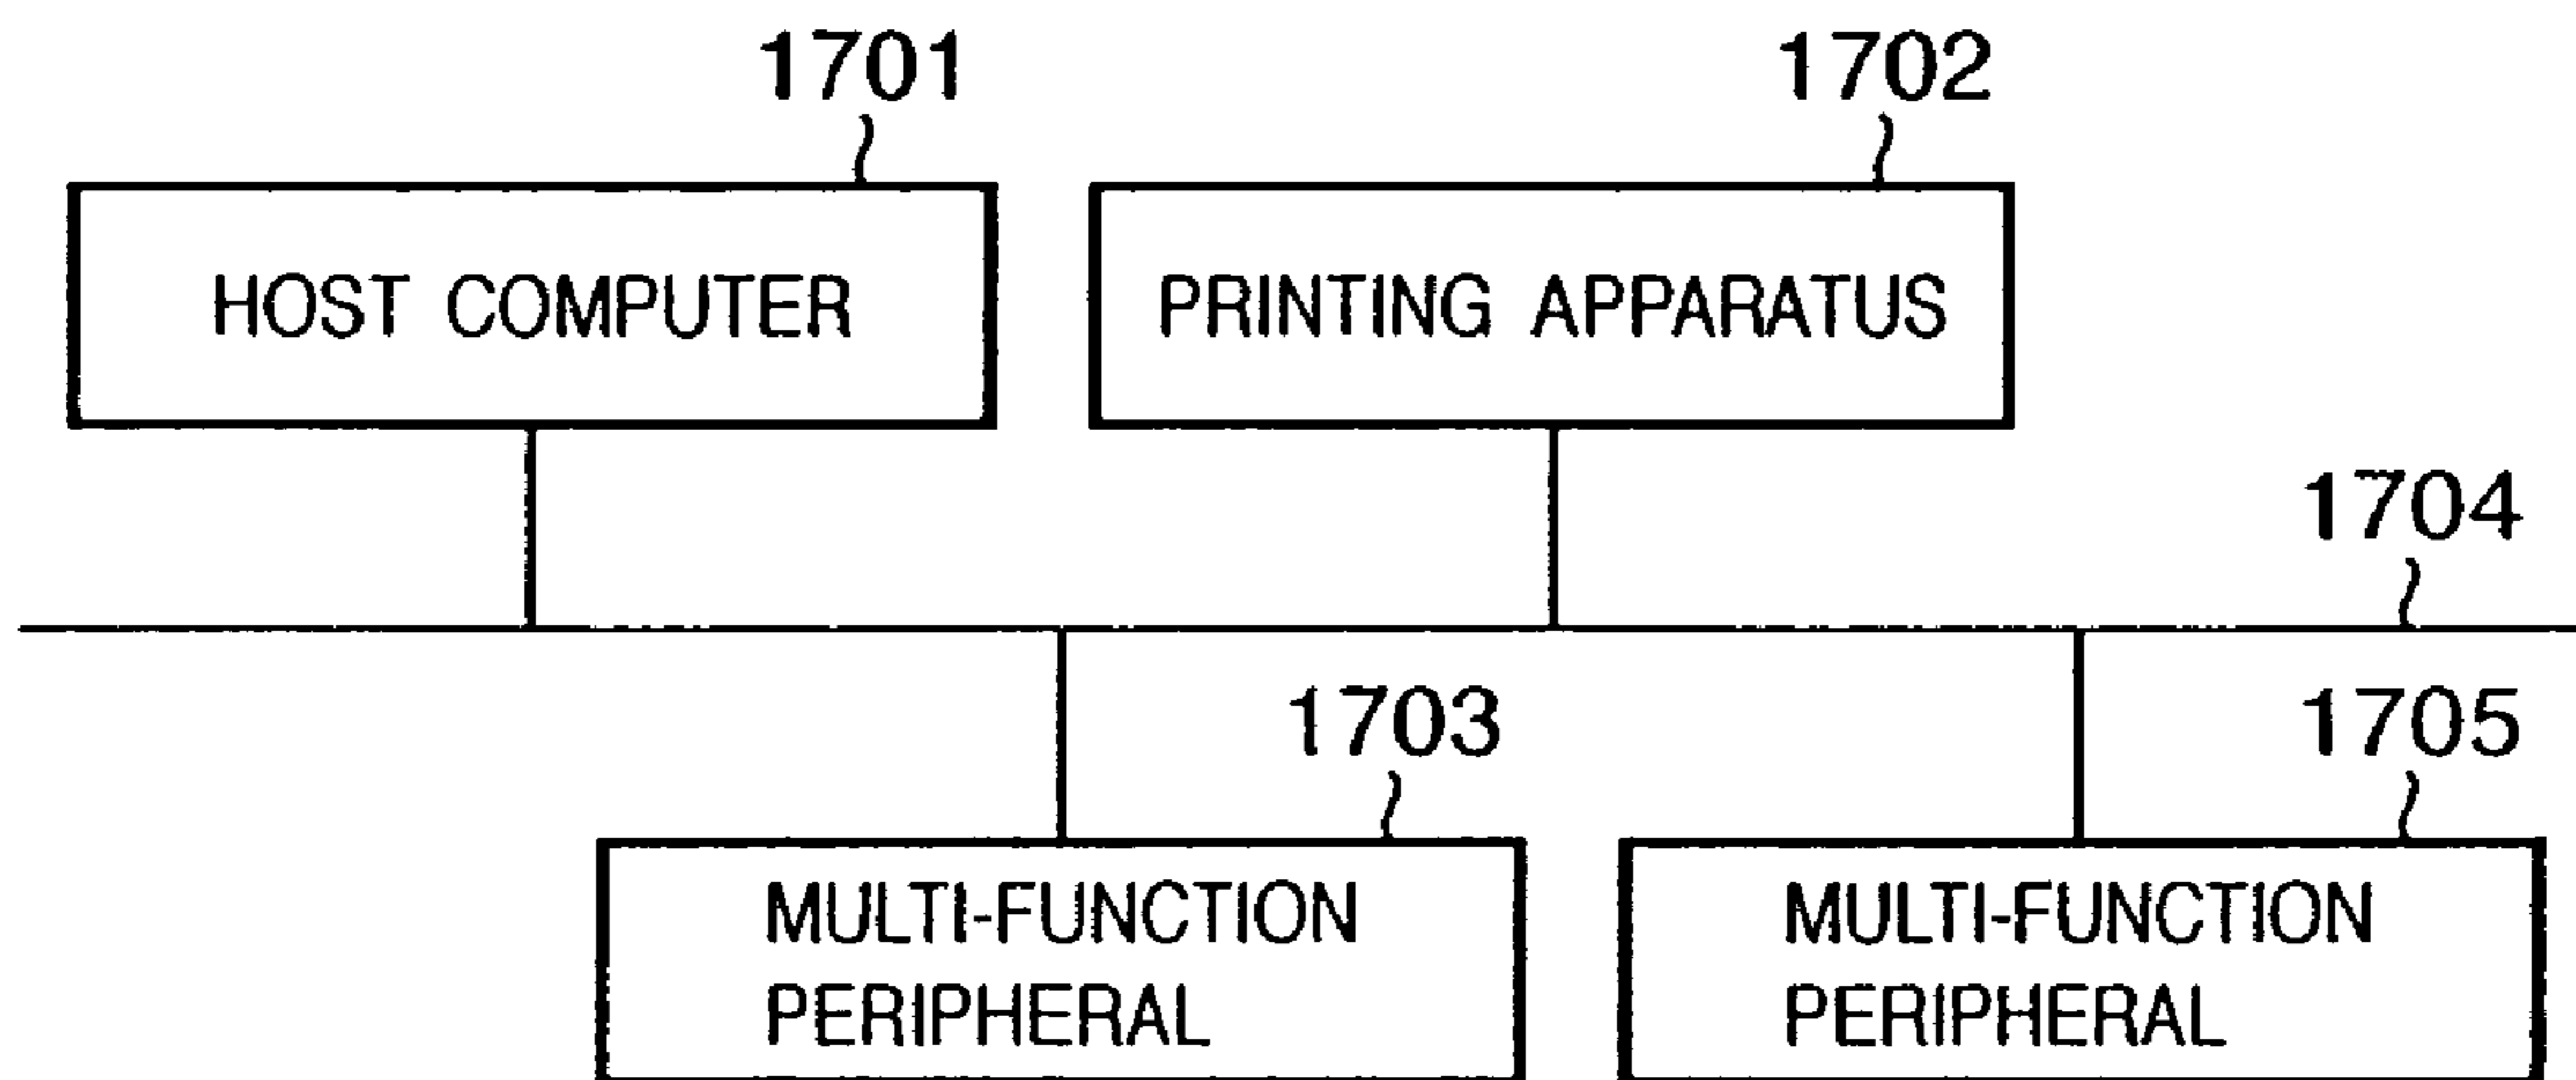 1701
1702
HOST COMPUTER
PRINTING APPARATUS
1704
1703
1705
MULTI-FUNCTION
PERIPHERAL
MULTI-FUNCTION
PERIPHERAL